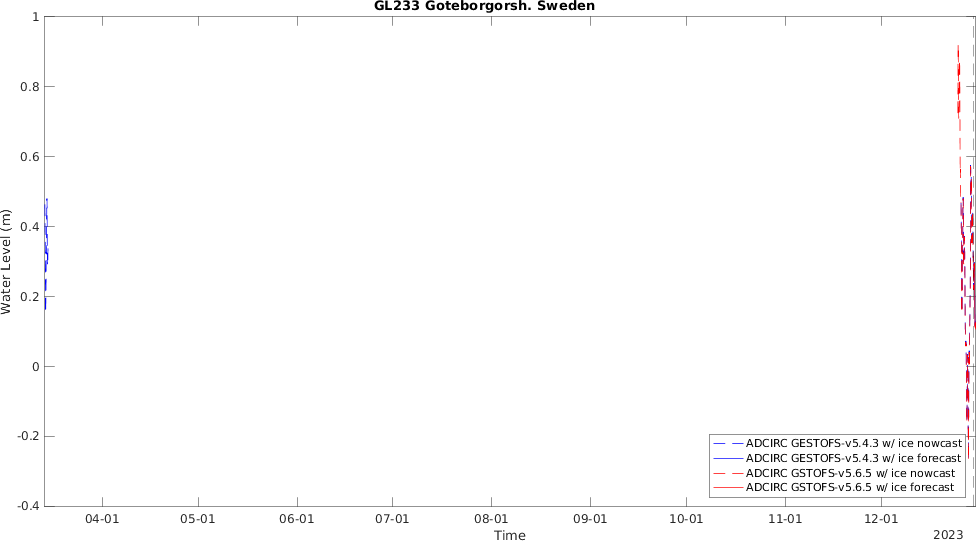 GL233 Goteborgorsh. Sweden
1
0.8
0.6
0.4
0.2
0
-0.2
-0.4
Water Level (m)
ADCIRC GESTOFS-v5.4.3 w/ ice nowcast
ADCIRC GESTOFS-v5.4.3 w/ ice forecast
ADCIRC GSTOFS-v5.6.5 w/ ice nowcast
ADCIRC GSTOFS-v5.6.5 w/ ice forecast
04-01 05-01 06-01 07-01 08-01 09-01 10-01 11-01 12-01
Time
2023